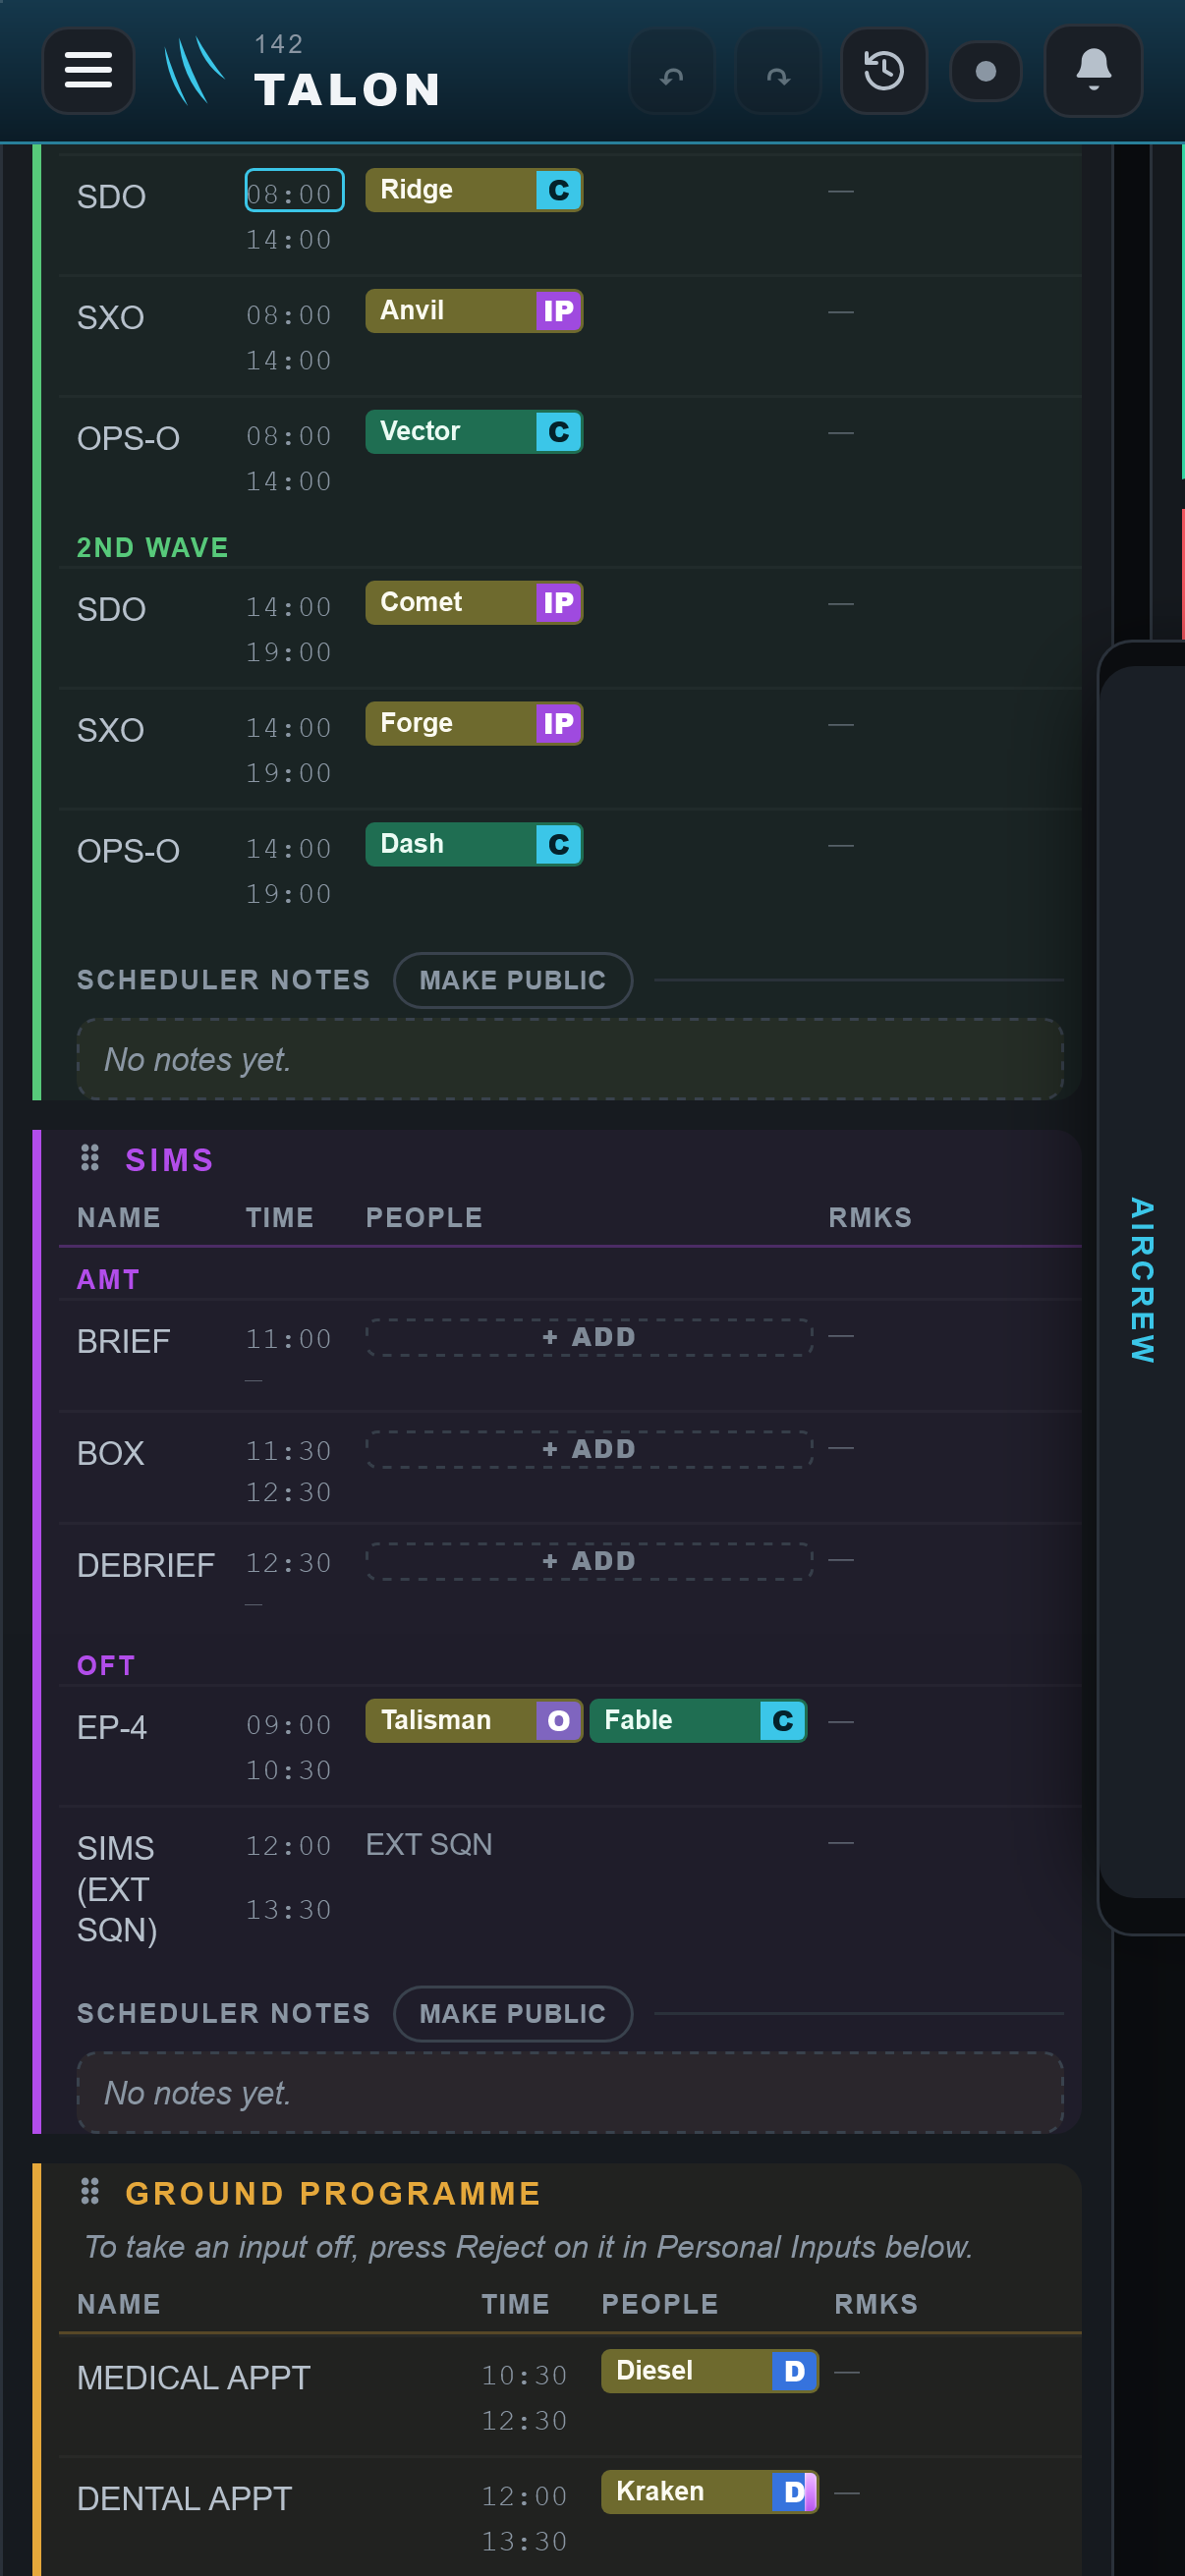 142
TALON
SDO 08:00 Ridge C —
14:00
SXO 08:00 Anvil IP —
14:00
OPS-O 08:00 Vector C —
14:00
2ND WAVE
SDO 14:00 Comet IP —
19:00
SXO 14:00 Forge IP —
19:00
OPS-O 14:00 Dash C —
19:00
SCHEDULER NOTES MAKE PUBLIC
No notes yet.
SIMS
NAME TIME PEOPLE RMKS
AMT
BRIEF 11:00 + ADD —
—
BOX 11:30 + ADD —
12:30
DEBRIEF 12:30 + ADD —
—
OFT
EP-4 09:00 Talisman O Fable C —
10:30
SIMS 12:00 EXT SQN —
(EXT 13:30
SQN)
SCHEDULER NOTES MAKE PUBLIC
No notes yet.
GROUND PROGRAMME
To take an input off, press Reject on it in Personal Inputs below.
NAME TIME PEOPLE RMKS
MEDICAL APPT 10:30 Diesel D —
12:30
DENTAL APPT 12:00 Kraken D —
13:30
AIRCREW